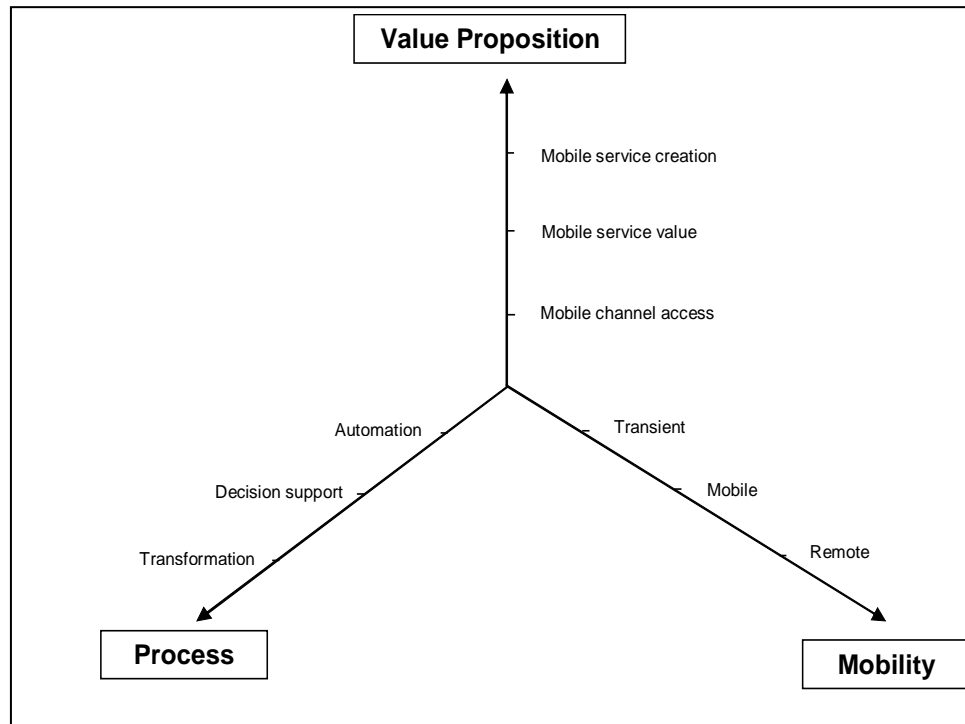 Value Proposition
Mobile service creation
Mobile service value
Mobile channel access
Automation
Transient
Decision support
Mobile
Transformation
Remote
Process
Mobility